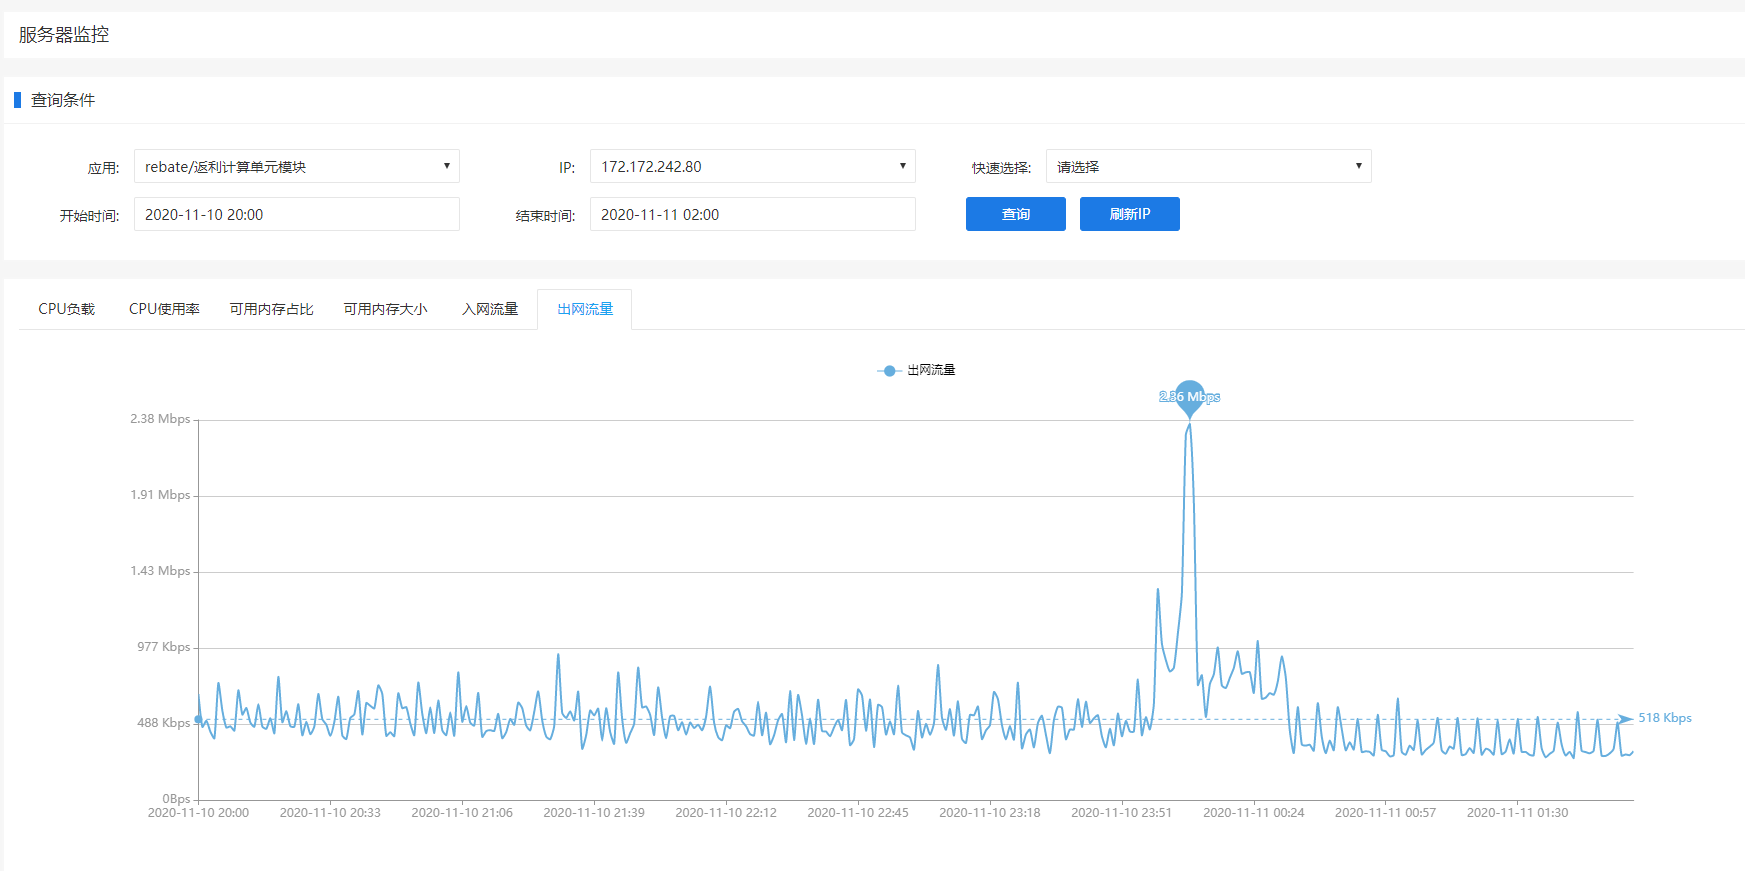 服务器监控
查询条件
应用: rebate/返利计算单元模块 IP: 172.172.242.80 快速选择: 请选择
开始时间: 2020-11-10 20:00 结束时间: 2020-11-11 02:00 查询 刷新IP
CPU负载 CPU使用率 可用内存占比 可用内存大小 入网流量 出网流量
出网流量
2.36 Mbps
2.38 Mbps
1.91 Mbps
1.43 Mbps
977 Kbps
488 Kbps
518 Kbps
0Bps
2020-11-10 20:00 2020-11-10 20:33 2020-11-10 21:06 2020-11-10 21:39 2020-11-10 22:12 2020-11-10 22:45 2020-11-10 23:18 2020-11-10 23:51 2020-11-11 00:24 2020-11-11 00:57 2020-11-11 01:30